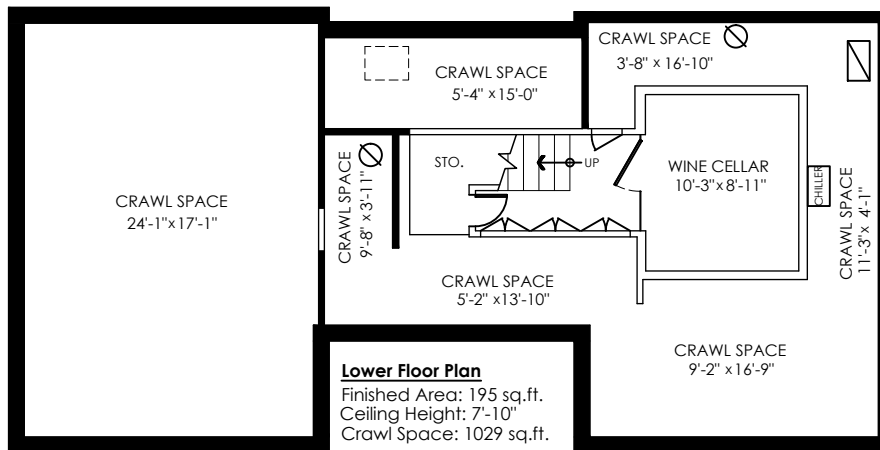 CRAWL SPACE
3'-8" x 16'-10"
CRAWL SPACE
5'-4" x 15'-0"
CRAWL SPACE
9'-8" x 3'-11"
STO.
UP
WINE CELLAR
10'-3" x 8'-11"
CHILLER
CRAWL SPACE
11'-3" x 4'-1"
CRAWL SPACE
24'-1" x 17'-1"
CRAWL SPACE
5'-2" x 13'-10"
CRAWL SPACE
9'-2" x 16'-9"
Lower Floor Plan
Finished Area: 195 sq.ft.
Ceiling Height: 7'-10"
Crawl Space: 1029 sq.ft.